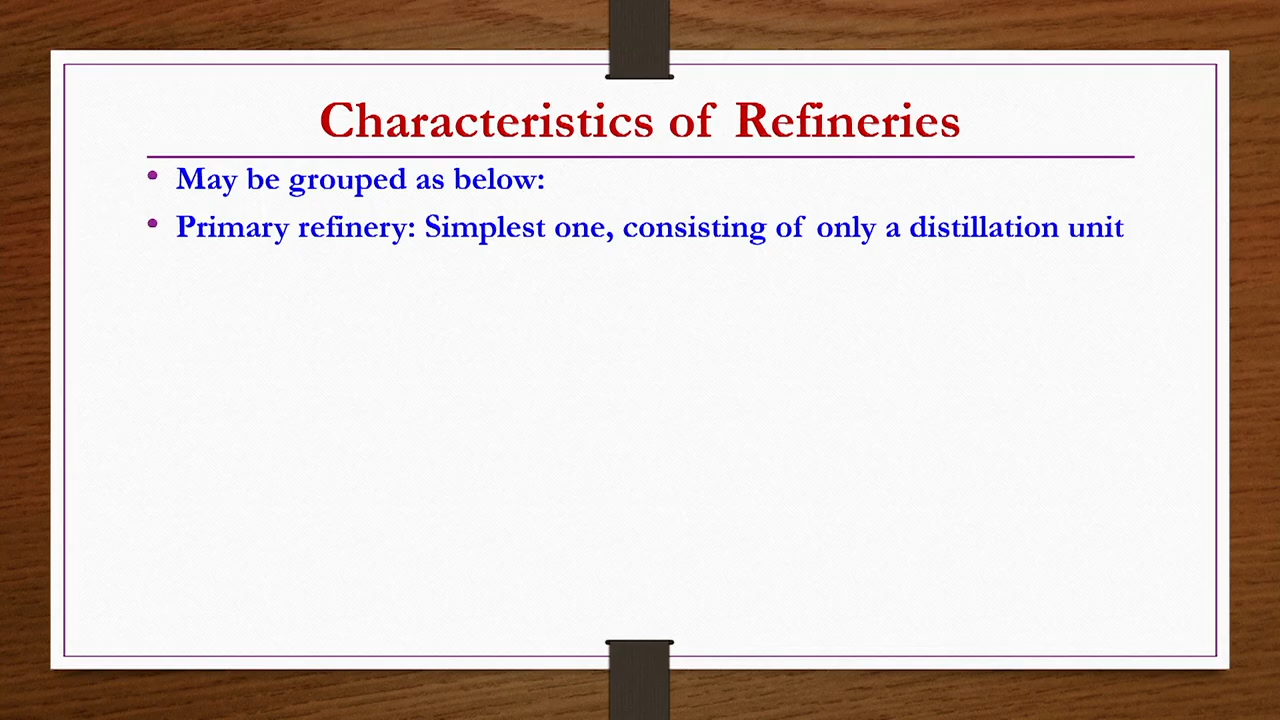 Characteristics of Refineries
• May be grouped as below:
• Primary refinery: Simplest one, consisting of only a distillation unit